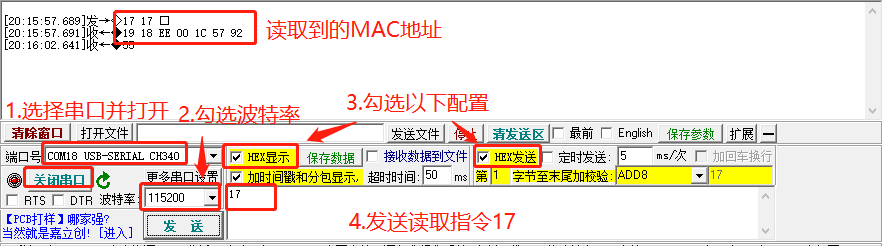 [20:15:57.689]发→◇17 17 □
[20:15:57.691]收←◆19 18 EE 00 1C 57 92
[20:16:02.641]收←◆55
读取到的MAC地址
1.选择串口并打开
2.勾选波特率
3.勾选以下配置
清除窗口 打开文件 发送文件 停止 清发送区 最前 English 保存参数 扩展 —
端口号 COM18 USB-SERIAL CH340 HEX显示 保存数据 接收数据到文件 HEX发送 定时发送: 5 ms/次 加回车换行
关闭串口 更多串口设置 加时间戳和分包显示, 超时时间: 50 ms 第 1 字节至末尾加校验: ADD8 17
RTS DTR 波特率: 115200 17
【PCB打样】哪家强?
当然就是嘉立创! [进入]
发 送
4.发送读取指令17